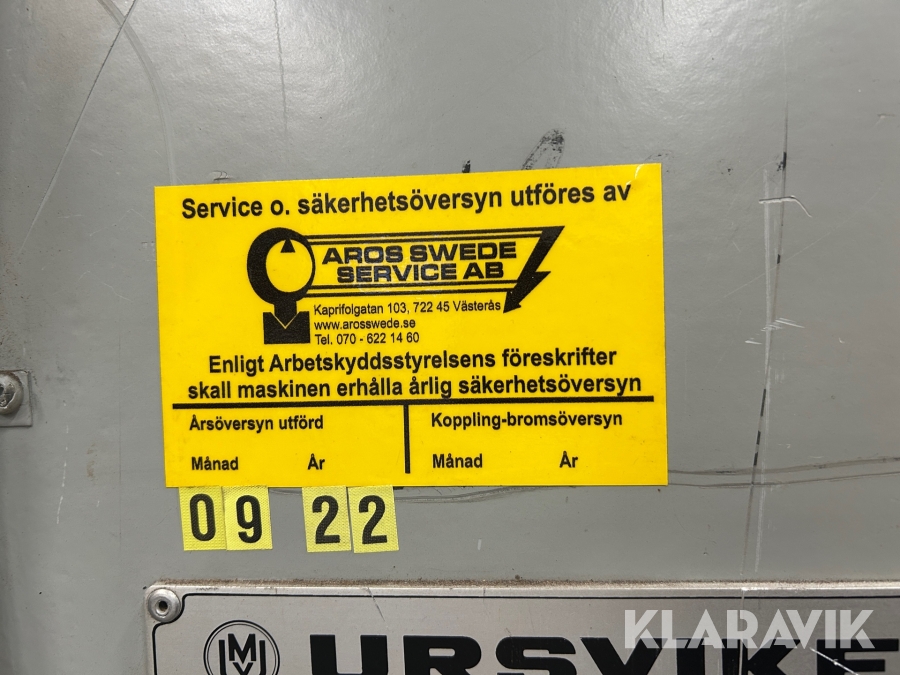 Service o. säkerhetsöversyn utföres av
AROS SWEDE
SERVICE AB
Kaprifolgatan 103, 722 45 Västerås
www.arosswede.se
Tel. 070 - 622 14 60
Enligt Arbetskyddsstyrelsens föreskrifter
skall maskinen erhålla årlig säkerhetsöversyn
Årsöversyn utförd
Månad År
Koppling-bromsöversyn
Månad År
09 22
URSVIKE
KLARAVIK